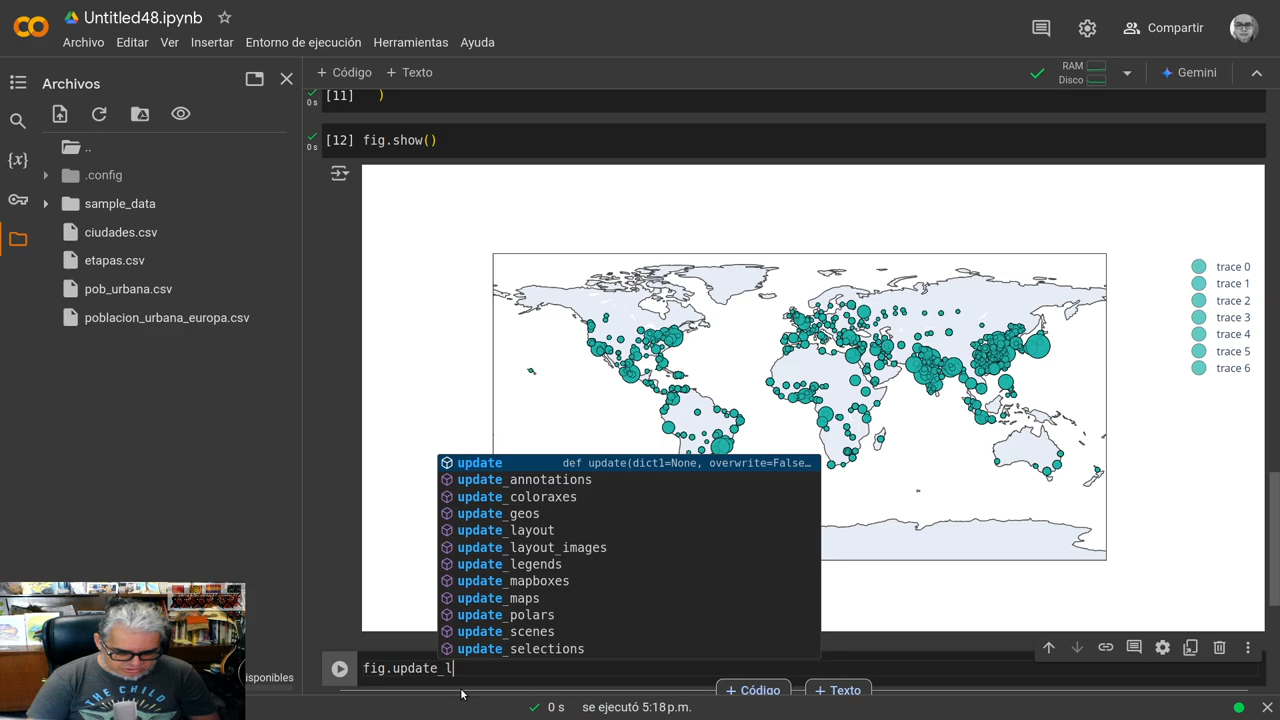 Untitled48.ipynb
Archivo Editar Ver Insertar Entorno de ejecución Herramientas Ayuda
Compartir
Archivos
+ Código + Texto
RAM
Disco
Gemini
..
.config
sample_data
ciudades.csv
etapas.csv
pob_urbana.csv
poblacion_urbana_europa.csv
0 s
[11] )
0 s
[12] fig.show()
trace 0
trace 1
trace 2
trace 3
trace 4
trace 5
trace 6
update def update(dict1=None, overwrite=False…
update_annotations
update_coloraxes
update_geos
update_layout
update_layout_images
update_legends
update_mapboxes
update_maps
update_polars
update_scenes
update_selections
fig.update_l
isponibles
THE CHILD
+ Código + Texto
0 s se ejecutó 5:18 p.m.